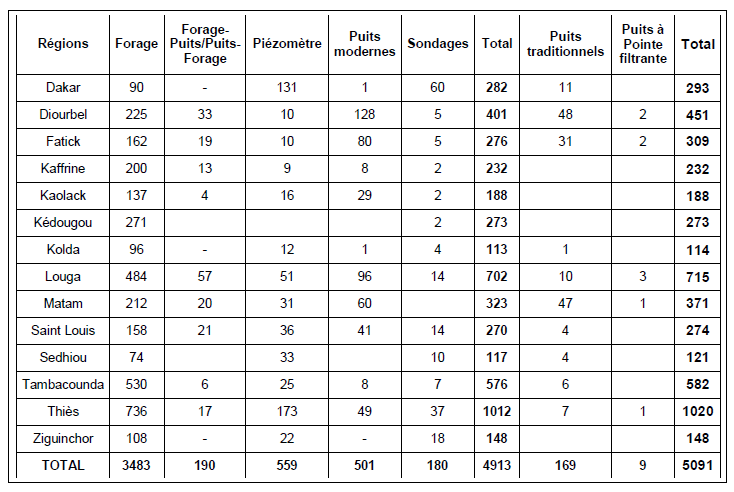 Régions Forage Forage-Puits/Puits-Forage Piézomètre Puits modernes Sondages Total Puits traditionnels Puits à Pointe filtrante Total
Dakar 90 - 131 1 60 282 11 293
Diourbel 225 33 10 128 5 401 48 2 451
Fatick 162 19 10 80 5 276 31 2 309
Kaffrine 200 13 9 8 2 232 232
Kaolack 137 4 16 29 2 188 188
Kédougou 271 2 273 273
Kolda 96 - 12 1 4 113 1 114
Louga 484 57 51 96 14 702 10 3 715
Matam 212 20 31 60 323 47 1 371
Saint Louis 158 21 36 41 14 270 4 274
Sedhiou 74 33 10 117 4 121
Tambacounda 530 6 25 8 7 576 6 582
Thiès 736 17 173 49 37 1012 7 1 1020
Ziguinchor 108 - 22 - 18 148 148
TOTAL 3483 190 559 501 180 4913 169 9 5091